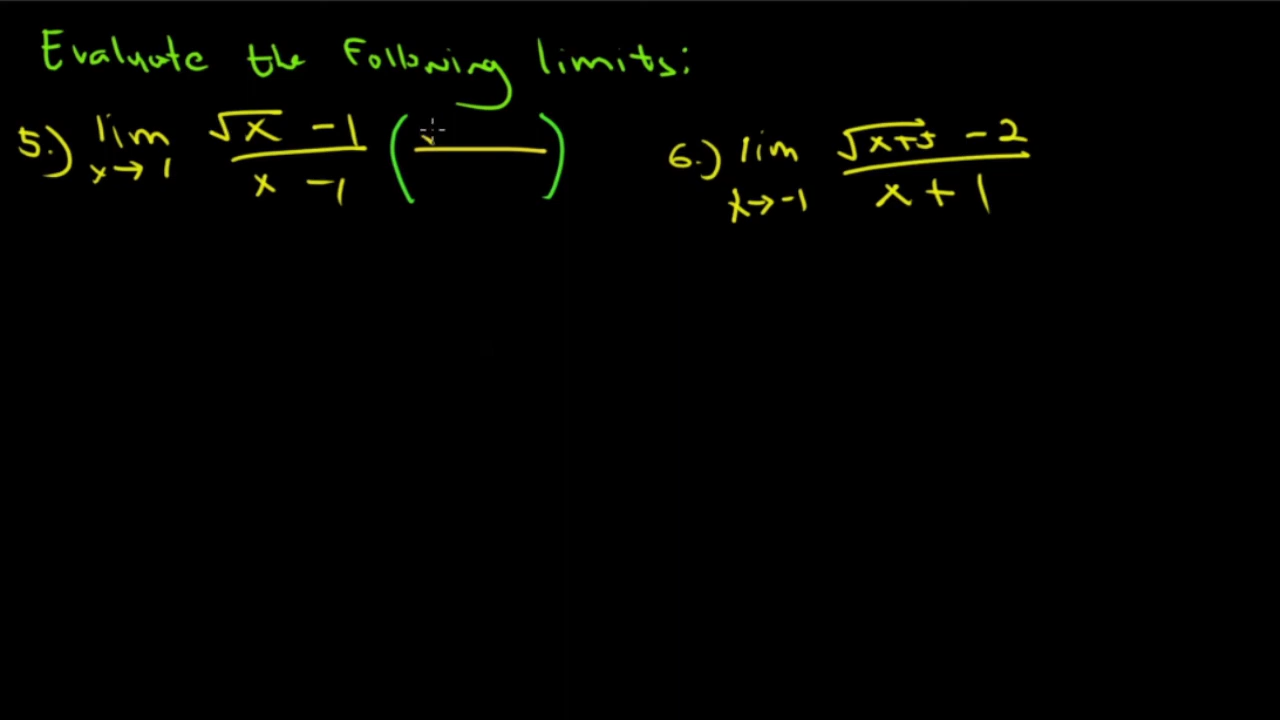 Evaluate the following limits:
5.) lim x→1 (√x - 1)/(x - 1) ( )
6.) lim x→-1 (√x+5 - 2)/(x + 1)